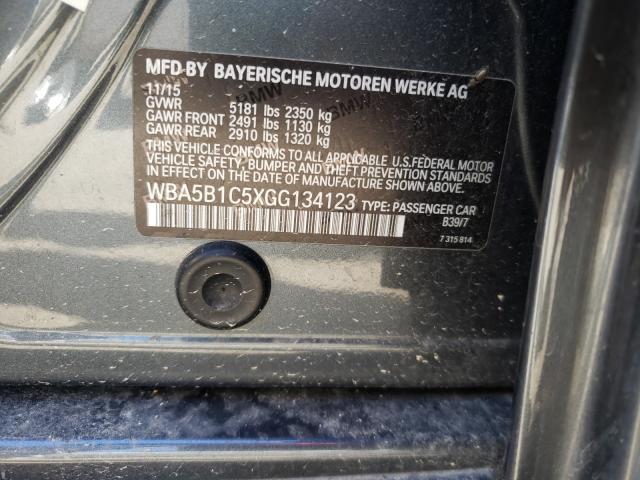 MFD BY BAYERISCHE MOTOREN WERKE AG
11/15
GVWR 5181 lbs 2350 kg
GAWR FRONT 2491 lbs 1130 kg
GAWR REAR 2910 lbs 1320 kg
THIS VEHICLE CONFORMS TO ALL APPLICABLE U.S.FEDERAL MOTOR
VEHICLE SAFETY, BUMPER AND THEFT PREVENTION STANDARDS
IN EFFECT ON THE DATE OF MANUFACTURE SHOWN ABOVE.
WBA5B1C5XGG134123 TYPE: PASSENGER CAR
B39/7
7 315 814